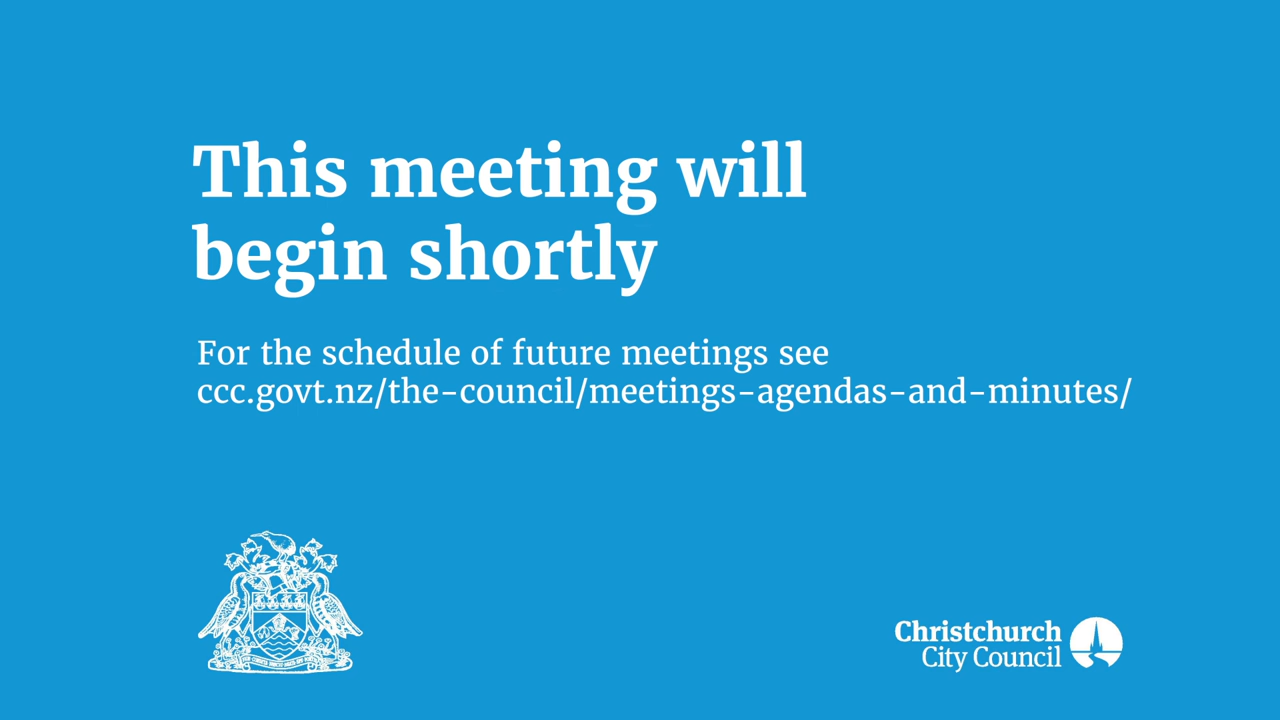 This meeting will
begin shortly
For the schedule of future meetings see
ccc.govt.nz/the-council/meetings-agendas-and-minutes/
Christchurch
City Council